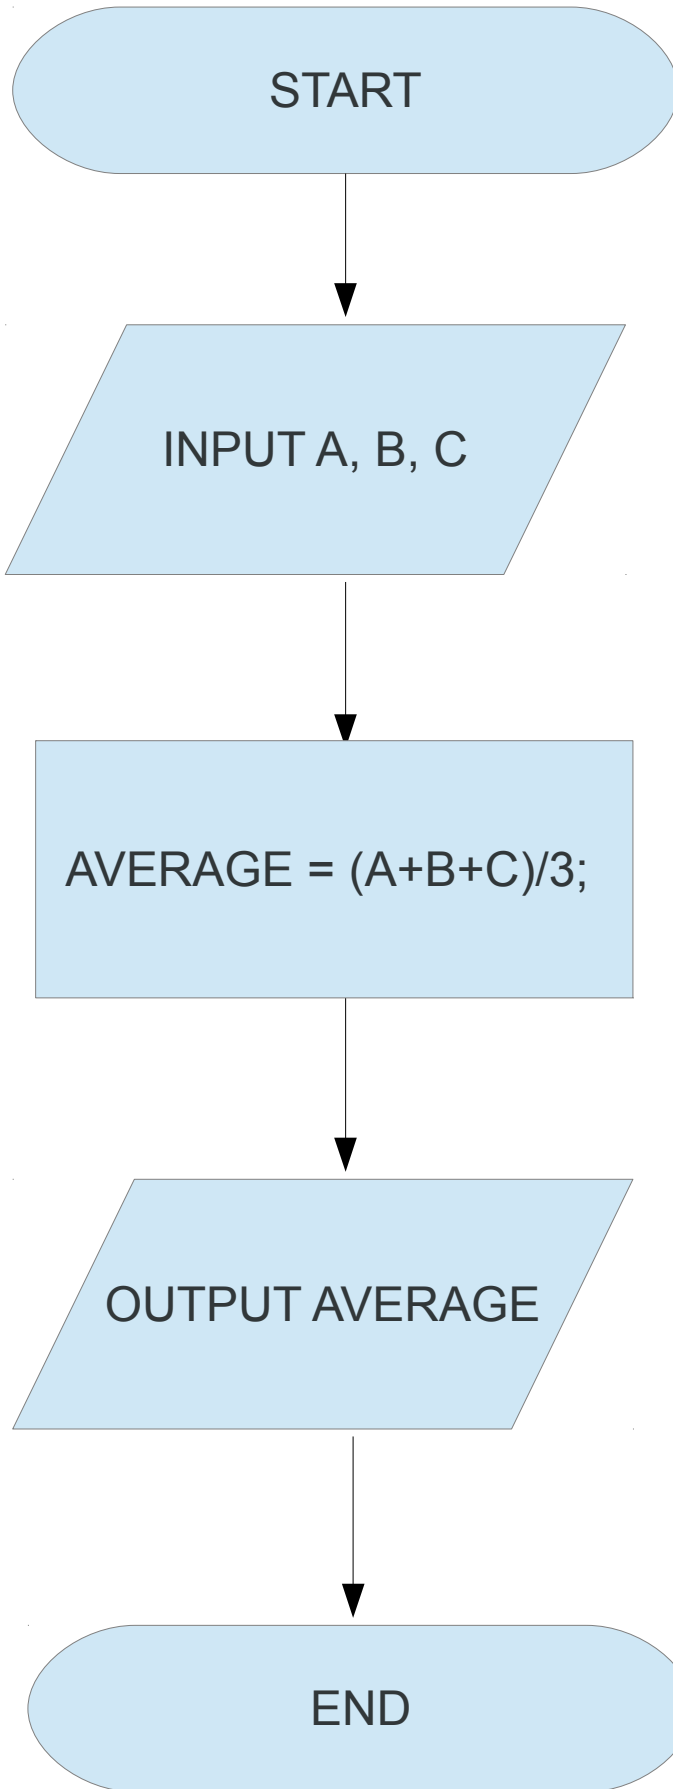 START
INPUT A, B, C
AVERAGE = (A+B+C)/3;
OUTPUT AVERAGE
END